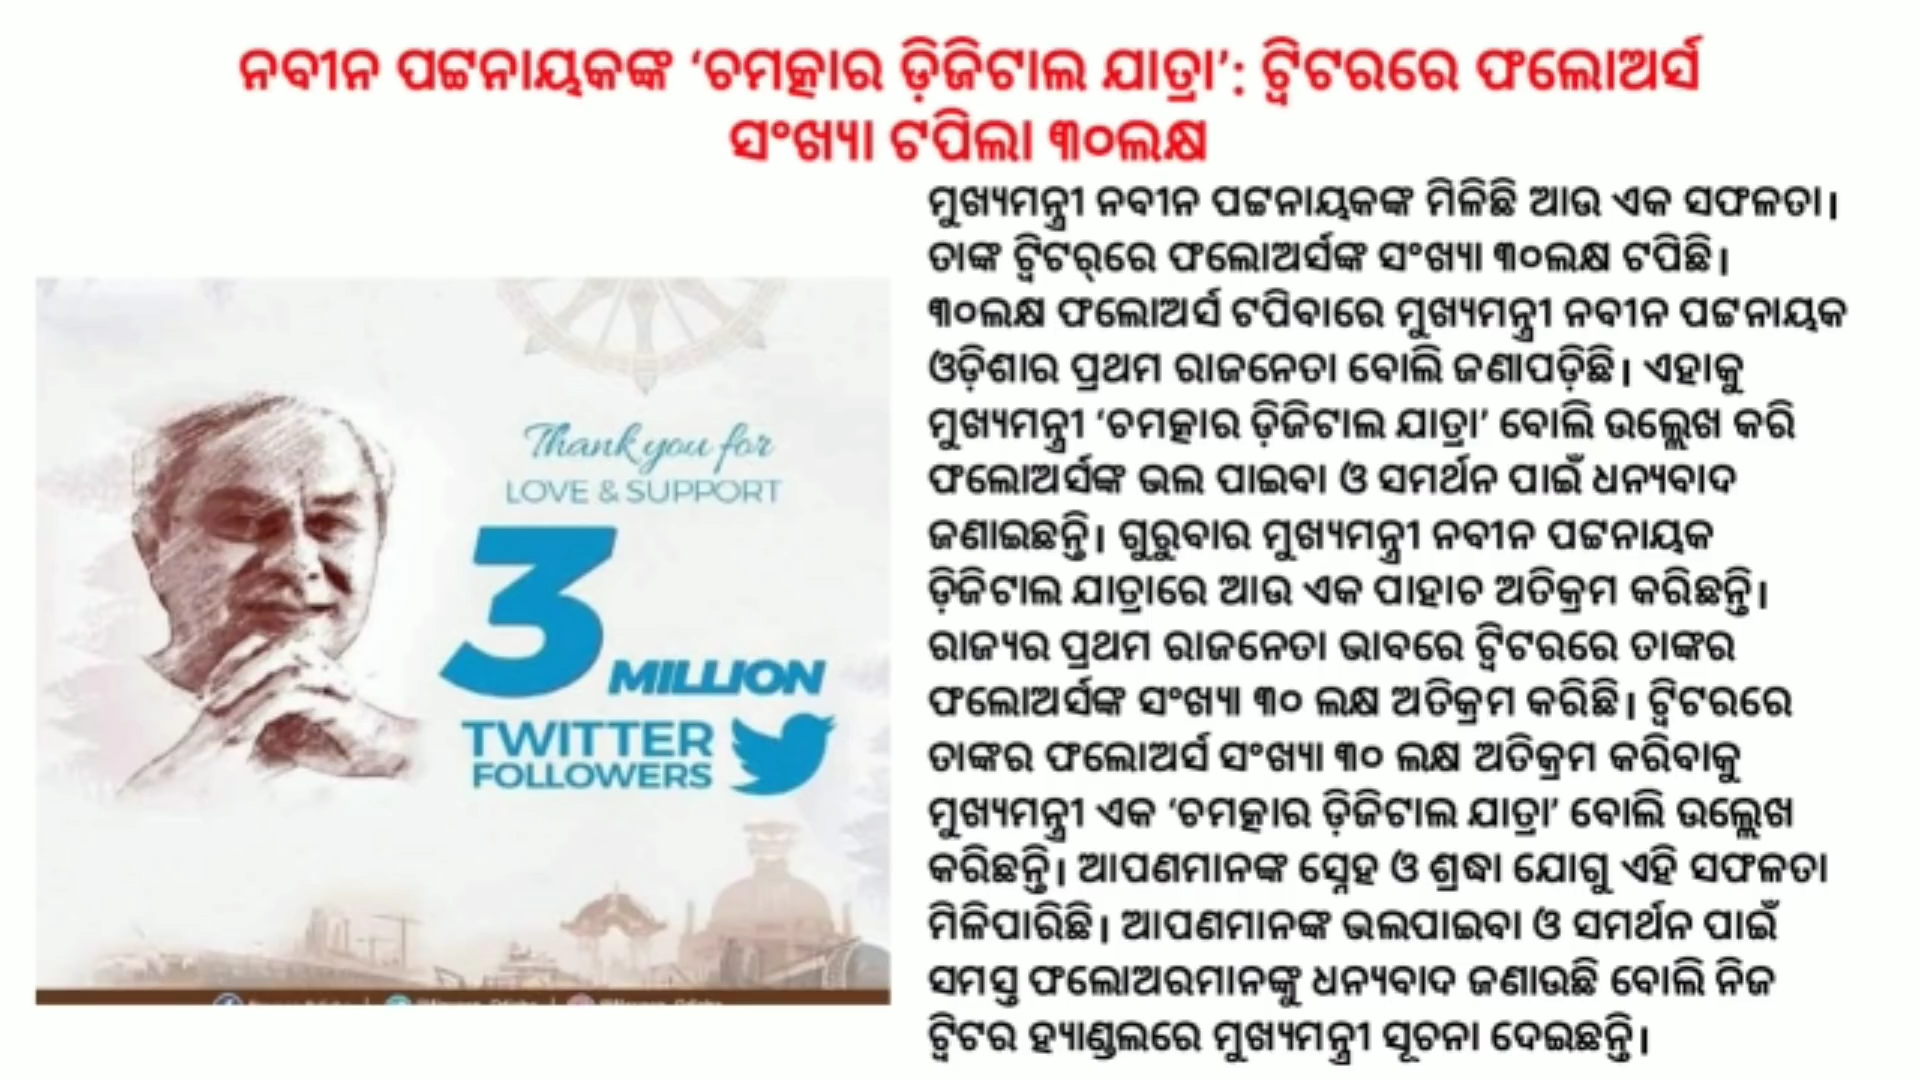 ନବୀନ ପଟ୍ଟନାୟକଙ୍କ ‘ଚମତ୍କାର ଡ଼ିଜିଟାଲ ଯାତ୍ରା’: ଟ୍ୱିଟରରେ ଫଲୋଅର୍ସ
ସଂଖ୍ୟା ଟପିଲା ୩୦ଲକ୍ଷ
Thank you for
LOVE & SUPPORT
3 MILLION
TWITTER
FOLLOWERS
ମୁଖ୍ୟମନ୍ତ୍ରୀ ନବୀନ ପଟ୍ଟନାୟକଙ୍କ ମିଳିଛି ଆଉ ଏକ ସଫଳତା।
ତାଙ୍କ ଟ୍ୱିଟର୍‌ରେ ଫଲୋଅର୍ସଙ୍କ ସଂଖ୍ୟା ୩୦ଲକ୍ଷ ଟପିଛି।
୩୦ଲକ୍ଷ ଫଲୋଅର୍ସ ଟପିବାରେ ମୁଖ୍ୟମନ୍ତ୍ରୀ ନବୀନ ପଟ୍ଟନାୟକ
ଓଡ଼ିଶାର ପ୍ରଥମ ରାଜନେତା ବୋଲି ଜଣାପଡ଼ିଛି। ଏହାକୁ
ମୁଖ୍ୟମନ୍ତ୍ରୀ ‘ଚମତ୍କାର ଡ଼ିଜିଟାଲ ଯାତ୍ରା’ ବୋଲି ଉଲ୍ଲେଖ କରି
ଫଲୋଅର୍ସଙ୍କ ଭଲ ପାଇବା ଓ ସମର୍ଥନ ପାଇଁ ଧନ୍ୟବାଦ
ଜଣାଇଛନ୍ତି। ଗୁରୁବାର ମୁଖ୍ୟମନ୍ତ୍ରୀ ନବୀନ ପଟ୍ଟନାୟକ
ଡ଼ିଜିଟାଲ ଯାତ୍ରାରେ ଆଉ ଏକ ପାହାଚ ଅତିକ୍ରମ କରିଛନ୍ତି।
ରାଜ୍ୟର ପ୍ରଥମ ରାଜନେତା ଭାବରେ ଟ୍ୱିଟରରେ ତାଙ୍କର
ଫଲୋଅର୍ସଙ୍କ ସଂଖ୍ୟା ୩୦ ଲକ୍ଷ ଅତିକ୍ରମ କରିଛି। ଟ୍ୱିଟରରେ
ତାଙ୍କର ଫଲୋଅର୍ସ ସଂଖ୍ୟା ୩୦ ଲକ୍ଷ ଅତିକ୍ରମ କରିବାକୁ
ମୁଖ୍ୟମନ୍ତ୍ରୀ ଏକ ‘ଚମତ୍କାର ଡ଼ିଜିଟାଲ ଯାତ୍ରା’ ବୋଲି ଉଲ୍ଲେଖ
କରିଛନ୍ତି। ଆପଣମାନଙ୍କ ସ୍ନେହ ଓ ଶ୍ରଦ୍ଧା ଯୋଗୁ ଏହି ସଫଳତା
ମିଳିପାରିଛି। ଆପଣମାନଙ୍କ ଭଲପାଇବା ଓ ସମର୍ଥନ ପାଇଁ
ସମସ୍ତ ଫଲୋଅରମାନଙ୍କୁ ଧନ୍ୟବାଦ ଜଣାଉଛି ବୋଲି ନିଜ
ଟ୍ୱିଟର ହ୍ୟାଣ୍ଡଲରେ ମୁଖ୍ୟମନ୍ତ୍ରୀ ସୂଚନା ଦେଇଛନ୍ତି।